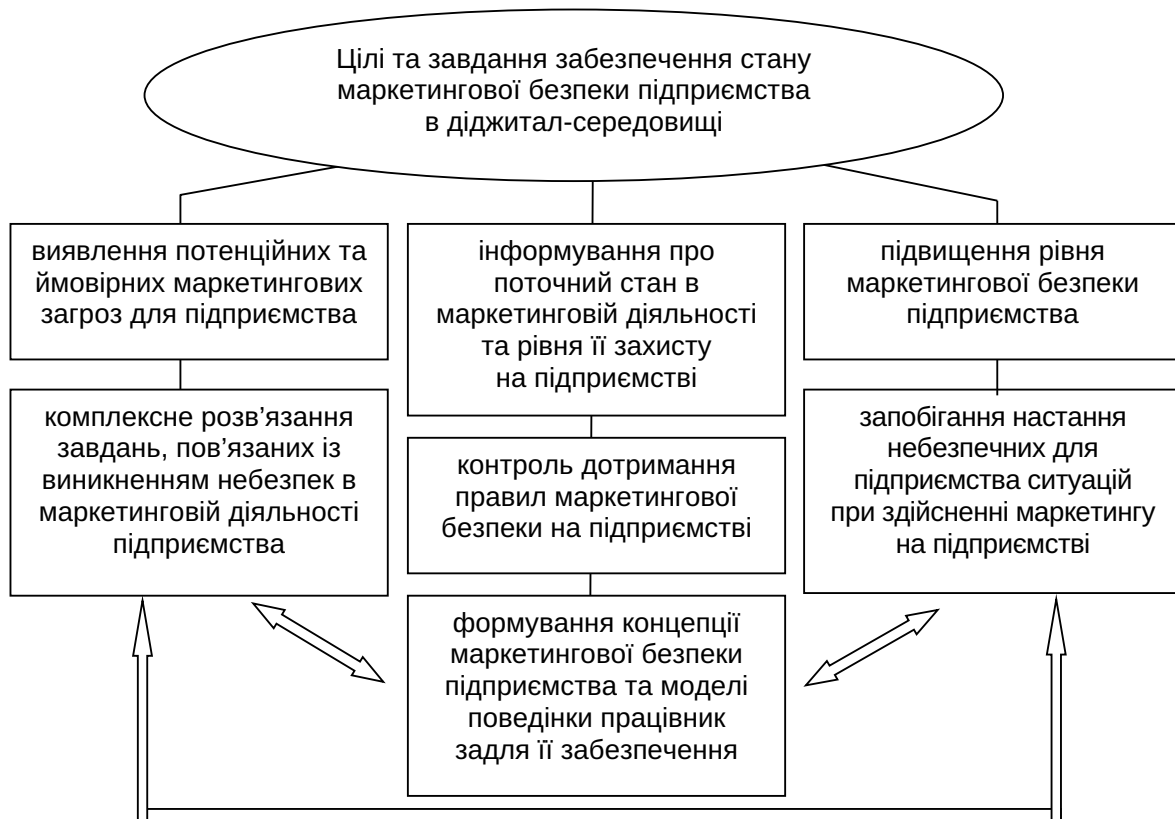 Цілі та завдання забезпечення стану
маркетингової безпеки підприємства
в діджитал-середовищі
виявлення потенційних та
ймовірних маркетингових
загроз для підприємства
комплексне розв’язання
завдань, пов’язаних із
виникненням небезпек в
маркетинговій діяльності
підприємства
інформування про
поточний стан в
маркетинговій діяльності
та рівня її захисту
на підприємстві
контроль дотримання
правил маркетингової
безпеки на підприємстві
формування концепції
маркетингової безпеки
підприємства та моделі
поведінки працівник
задля її забезпечення
підвищення рівня
маркетингової безпеки
підприємства
запобігання настання
небезпечних для
підприємства ситуацій
при здійсненні маркетингу
на підприємстві